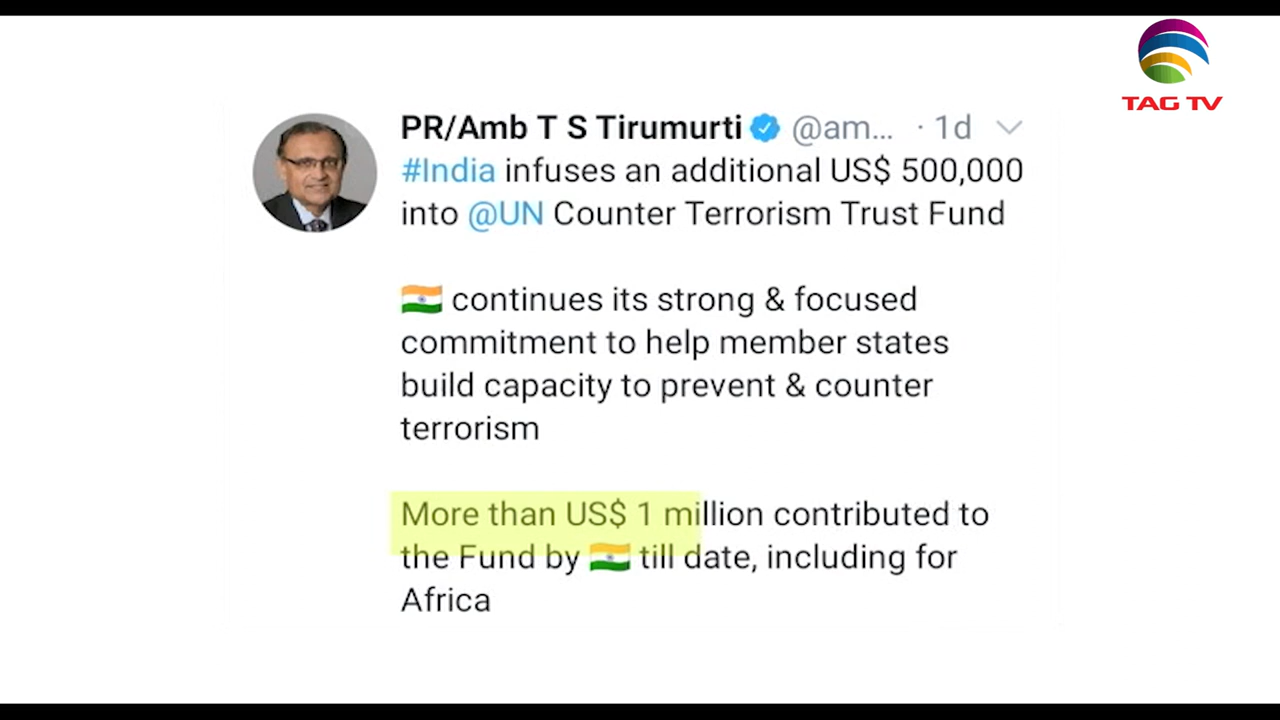 TAG TV
PR/Amb T S Tirumurti @am... · 1d
#India infuses an additional US$ 500,000
into @UN Counter Terrorism Trust Fund
🇮🇳 continues its strong & focused
commitment to help member states
build capacity to prevent & counter
terrorism
More than US$ 1 million contributed to
the Fund by 🇮🇳 till date, including for
Africa